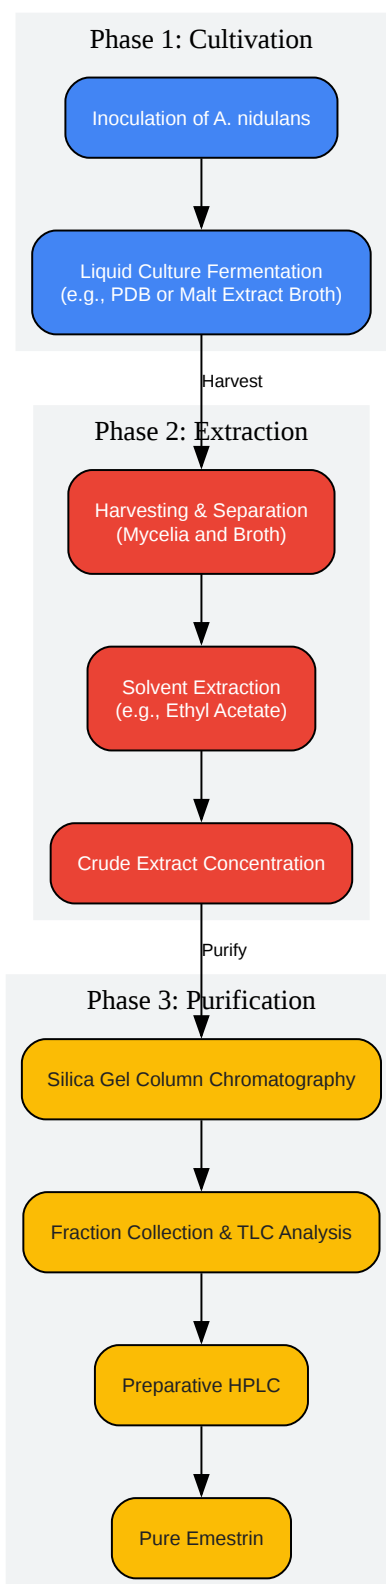 Phase 1: Cultivation
Inoculation of A. nidulans
Liquid Culture Fermentation
(e.g., PDB or Malt Extract Broth)
Harvest
Phase 2: Extraction
Harvesting & Separation
(Mycelia and Broth)
Solvent Extraction
(e.g., Ethyl Acetate)
Crude Extract Concentration
Purify
Phase 3: Purification
Silica Gel Column Chromatography
Fraction Collection & TLC Analysis
Preparative HPLC
Pure Emestrin